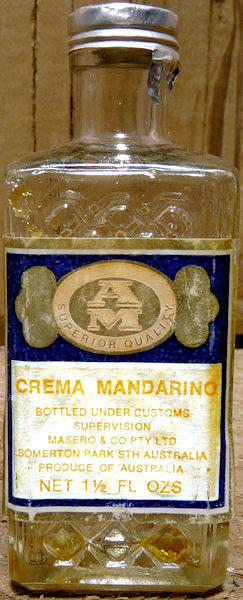 AM
SUPERIOR QUALITY
CREMA MANDARINO
BOTTLED UNDER CUSTOMS
SUPERVISION
MASERO & CO PTY LTD
SOMERTON PARK STH AUSTRALIA
PRODUCE OF AUSTRALIA
NET 1½ FL OZS